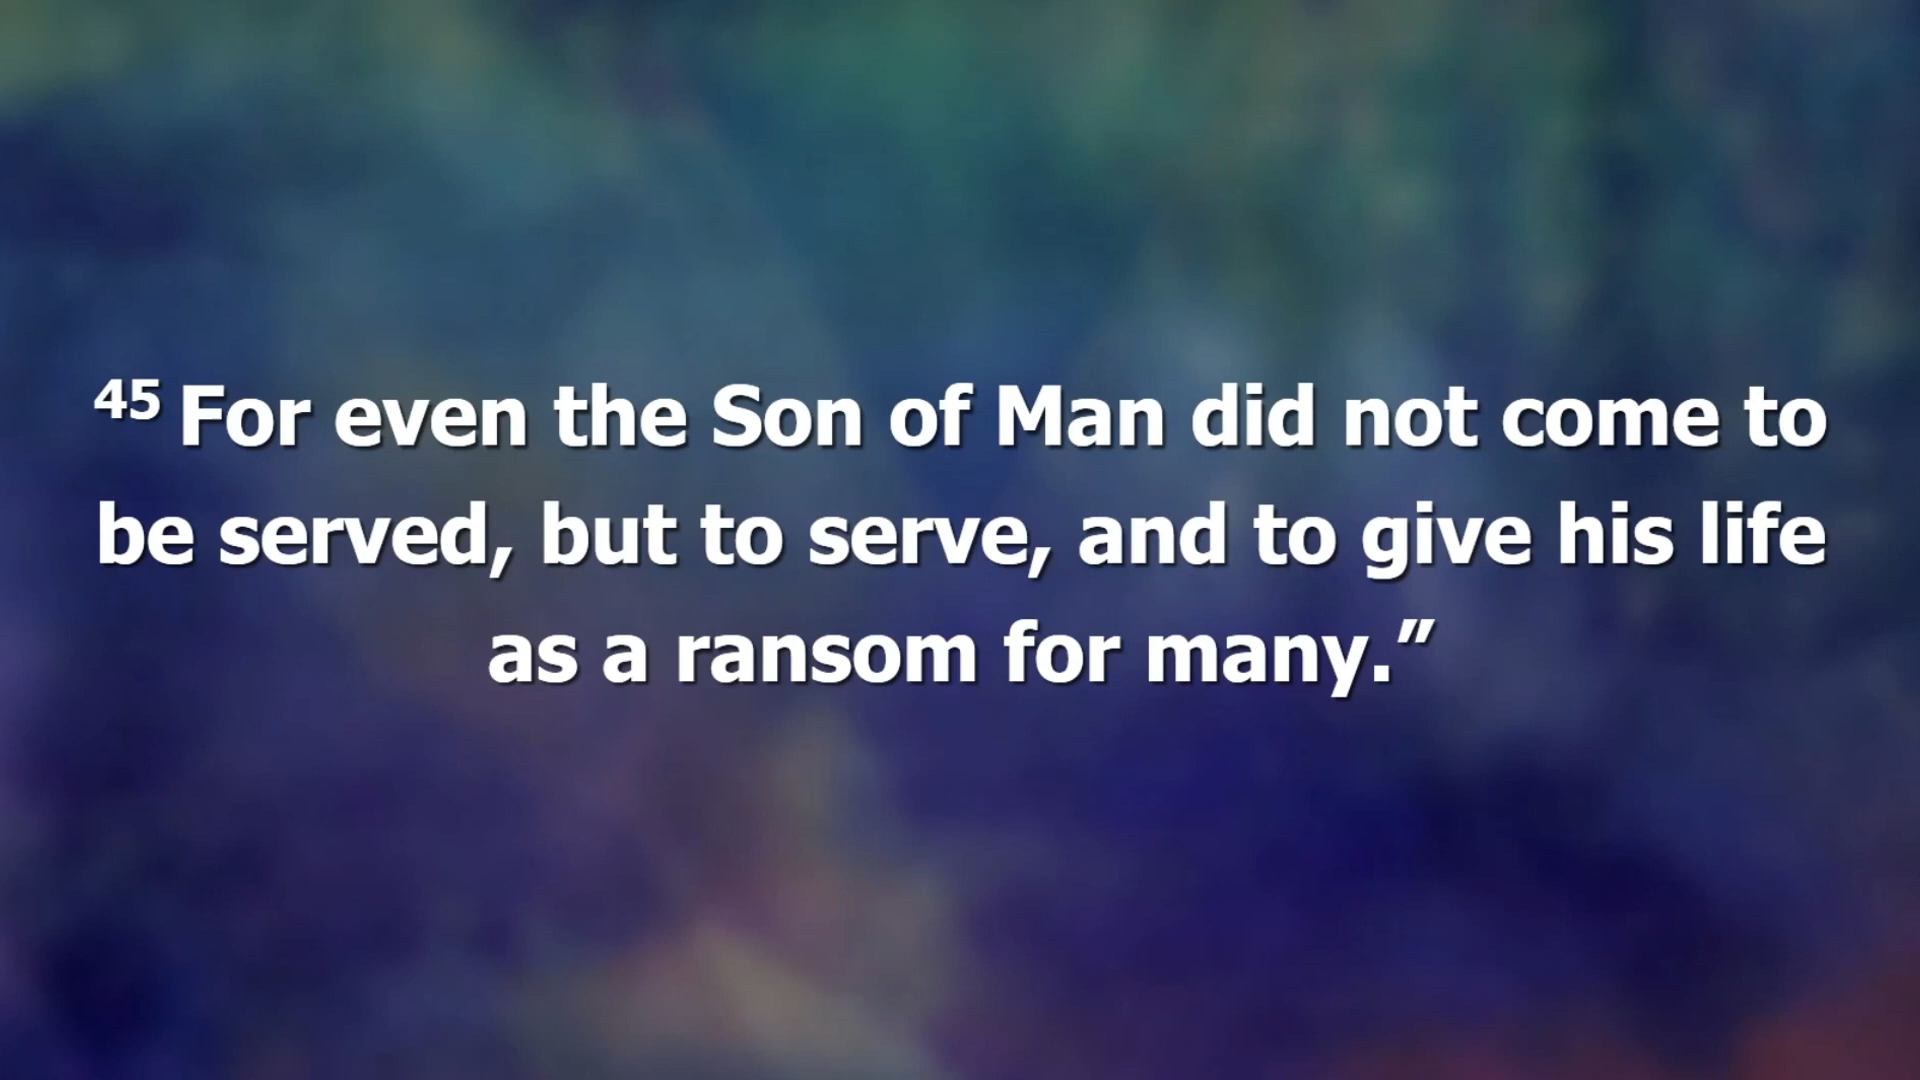 45 For even the Son of Man did not come to
be served, but to serve, and to give his life
as a ransom for many.”